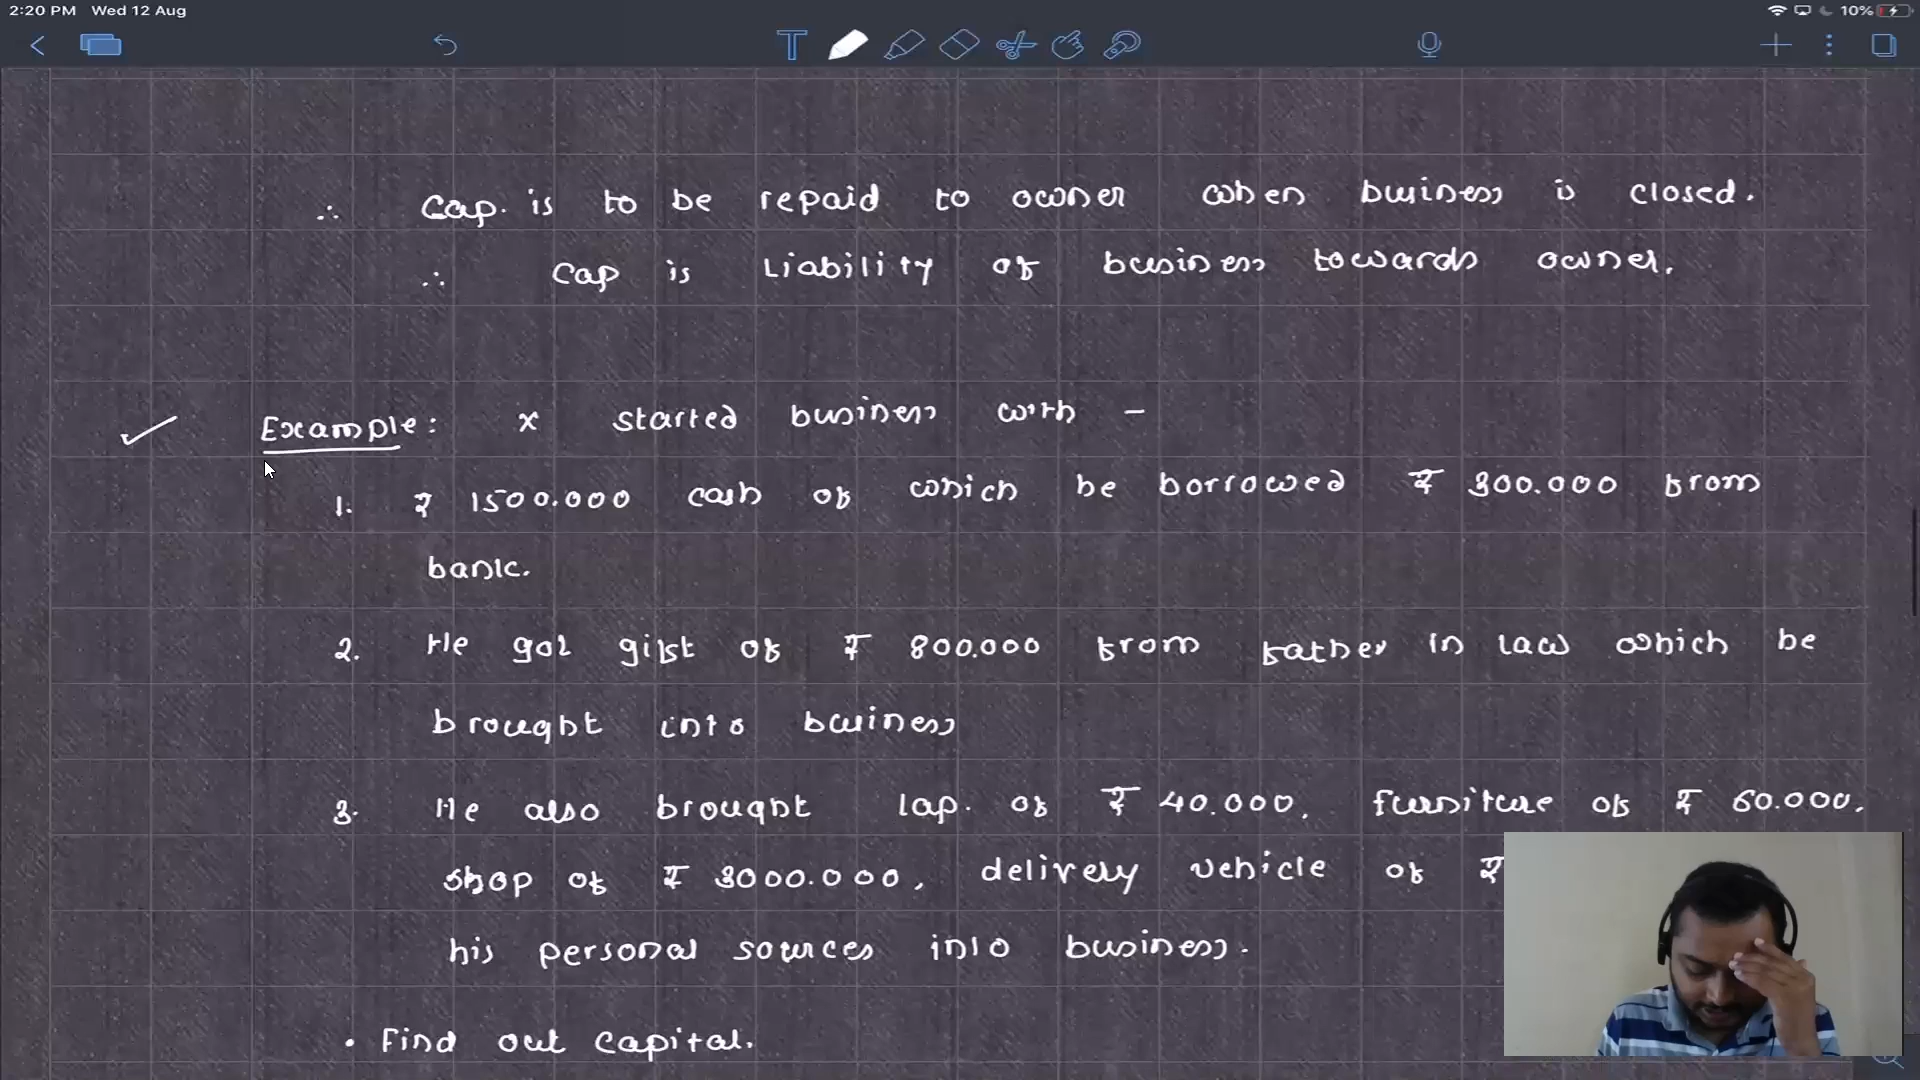 2:20 PM Wed 12 Aug
10%
∴ Cap. is to be repaid to owner when business is closed.
∴ Cap is Liability of business towards owner.
Example: X started business with -
1. ₹ 1500.000 cash of which he borrowed ₹ 300.000 from
bank.
2. He got gift of ₹ 800.000 from father in law which he
brought into business
3. He also brought lap. of ₹ 40.000, furniture of ₹ 60.000,
shop of ₹ 3000.000, delivery vehicle of ₹
his personal sources into business.
• Find out capital.